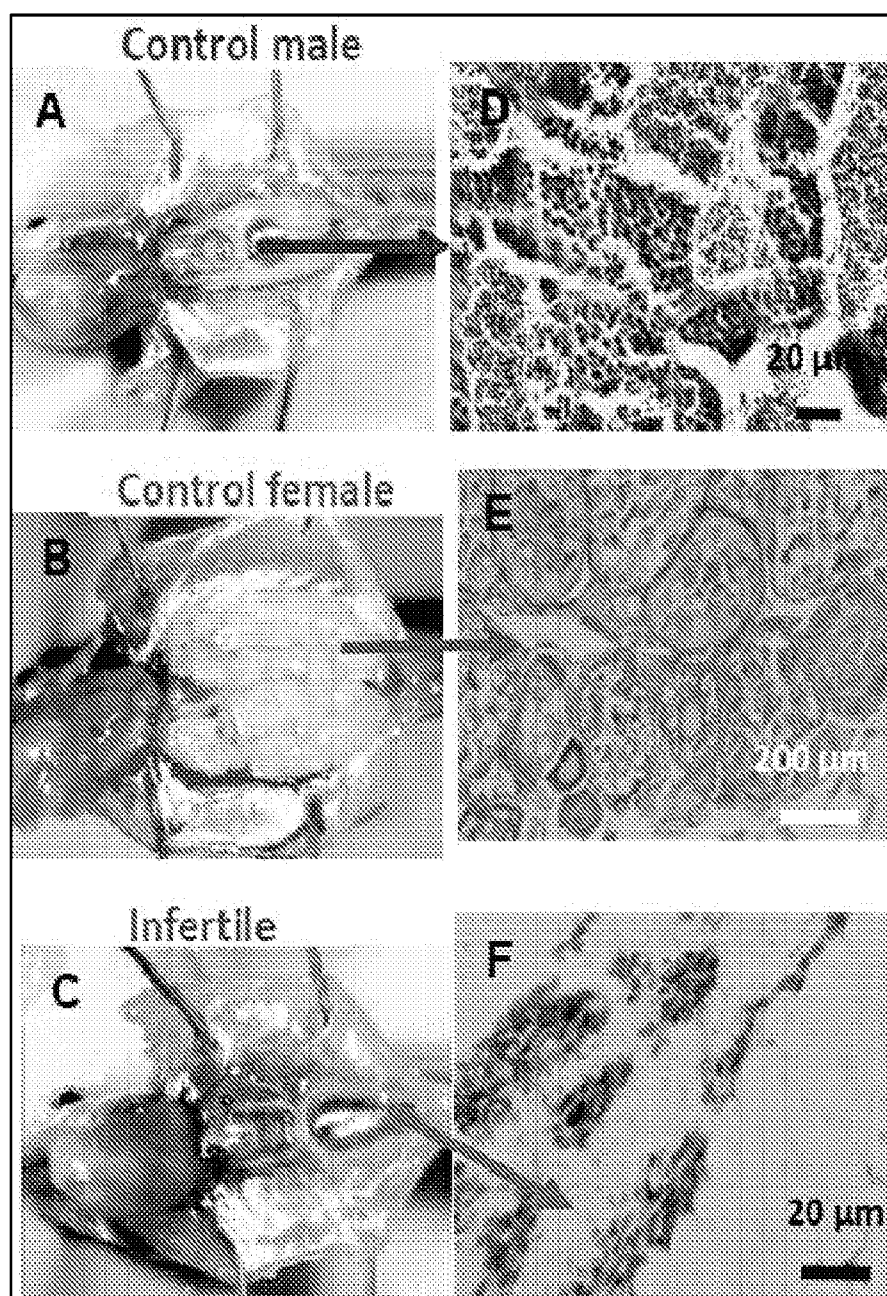 Control male
A
D
20 µm
Control female
B
E
200 µm
Infertile
C
F
20 µm